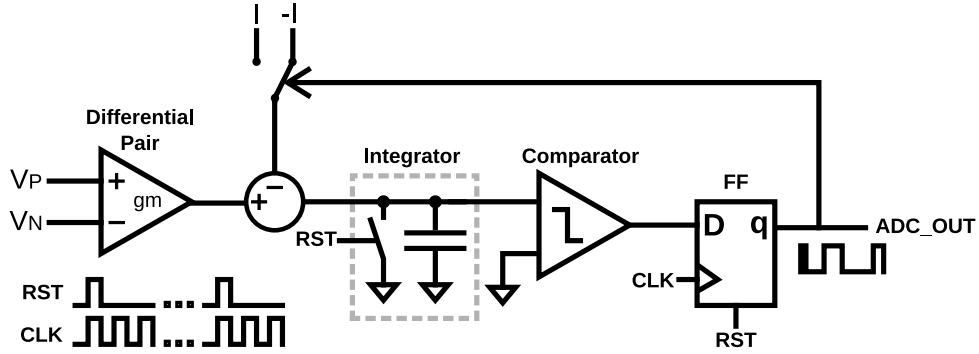 I -I
Differential
Pair
VP
VN
+
−
gm
+
−
Integrator
RST
Comparator
FF
D q
CLK
RST
ADC_OUT
RST
CLK